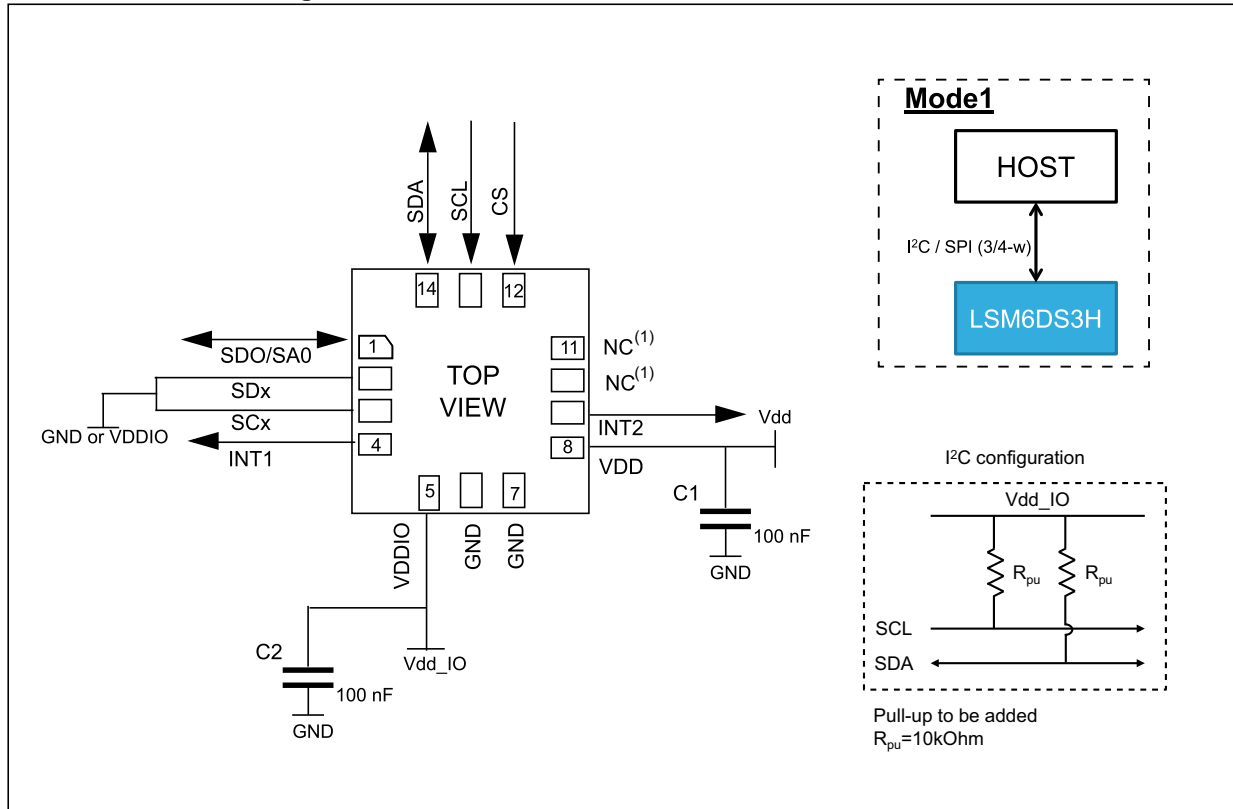 SDA
SCL
CS
14
12
1
SDO/SA0
SDx
SCx
GND or VDDIO
4
INT1
TOP
VIEW
11
NC(1)
NC(1)
INT2
Vdd
8
VDD
5
7
VDDIO
GND
GND
C1
100 nF
GND
C2
100 nF
GND
Vdd_IO
Mode1
HOST
I²C / SPI (3/4-w)
LSM6DS3H
I²C configuration
Vdd_IO
Rpu
Rpu
SCL
SDA
Pull-up to be added
Rpu=10kOhm